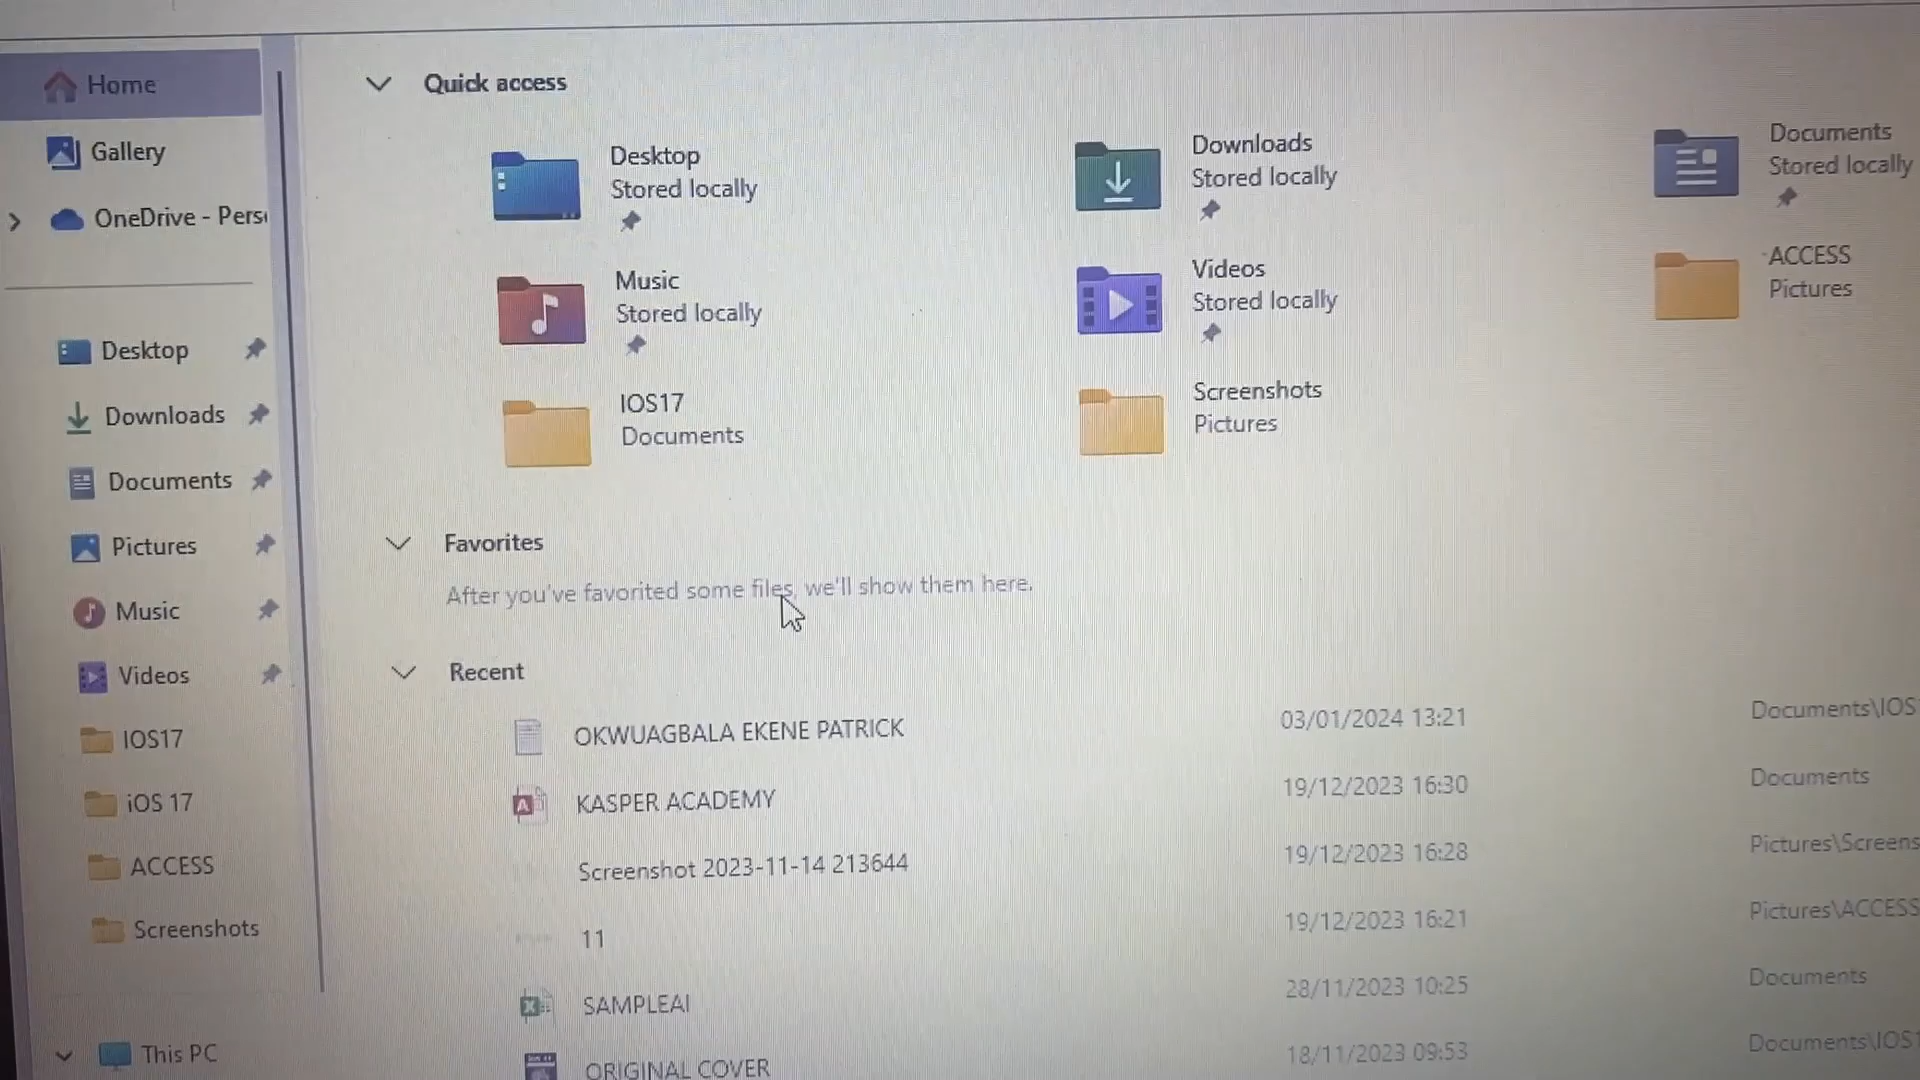 Home
Gallery
OneDrive - Pers
Desktop
Downloads
Documents
Pictures
Music
Videos
IOS17
iOS 17
ACCESS
Screenshots
This PC
Quick access
Desktop
Stored locally
Downloads
Stored locally
Documents
Stored locally
Music
Stored locally
Videos
Stored locally
ACCESS
Pictures
IOS17
Documents
Screenshots
Pictures
Favorites
After you've favorited some files, we'll show them here.
Recent
OKWUAGBALA EKENE PATRICK 03/01/2024 13:21 Documents\IOS
KASPER ACADEMY 19/12/2023 16:30 Documents
Screenshot 2023-11-14 213644 19/12/2023 16:28 Pictures\Screens
11 19/12/2023 16:21 Pictures\ACCESS
SAMPLEAI 28/11/2023 10:25 Documents
ORIGINAL COVER 18/11/2023 09:53 Documents\IOS